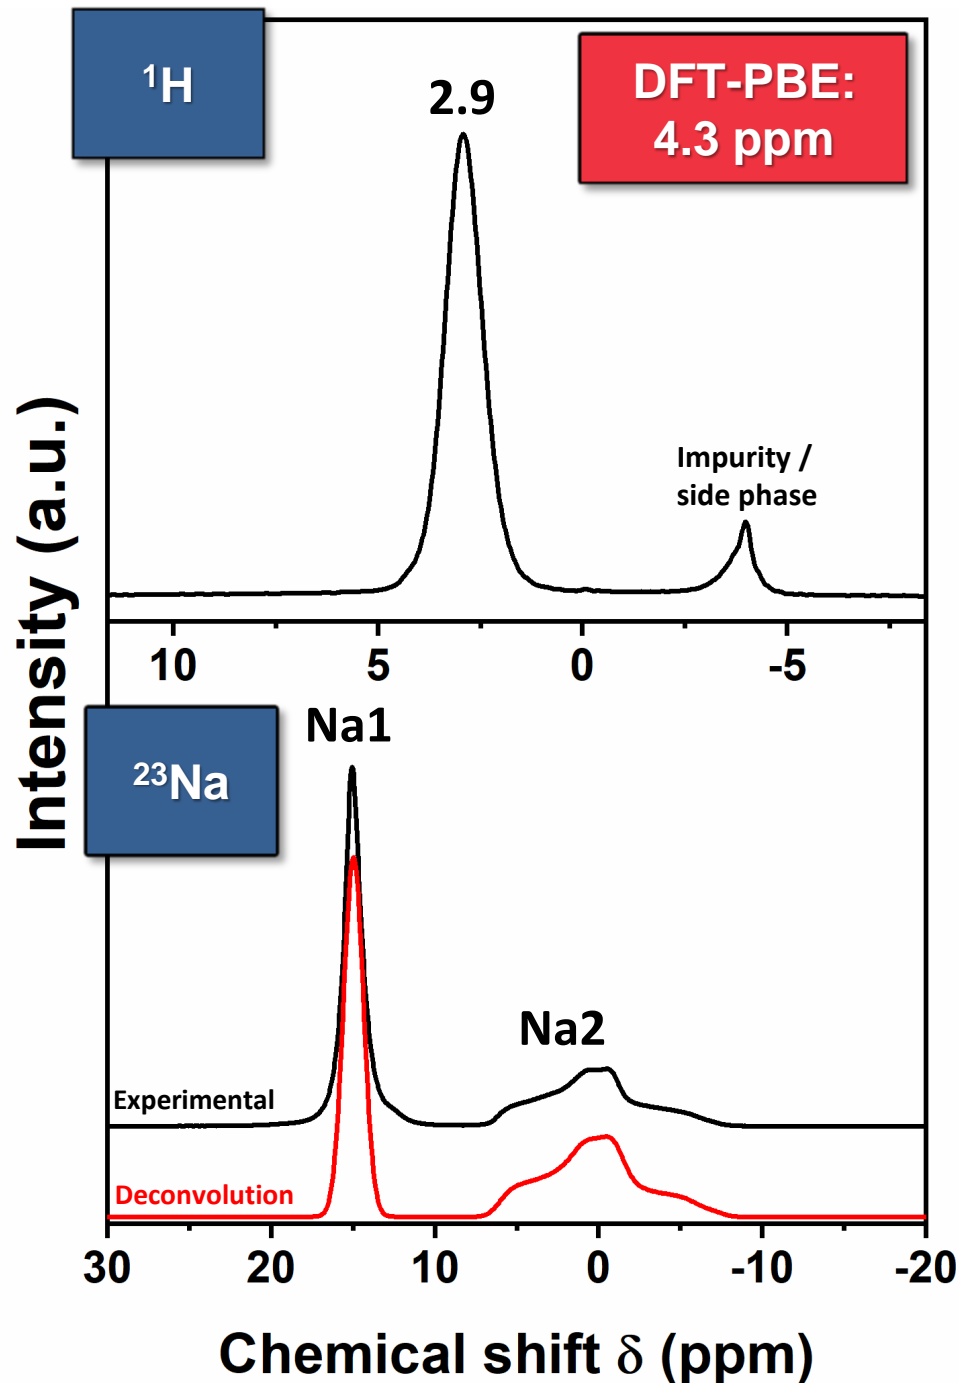 ¹H
DFT-PBE:
4.3 ppm
2.9
Impurity /
side phase
10 5 0 -5
Intensity (a.u.)
²³Na
Na1
Na2
Experimental
Deconvolution
30 20 10 0 -10 -20
Chemical shift δ (ppm)